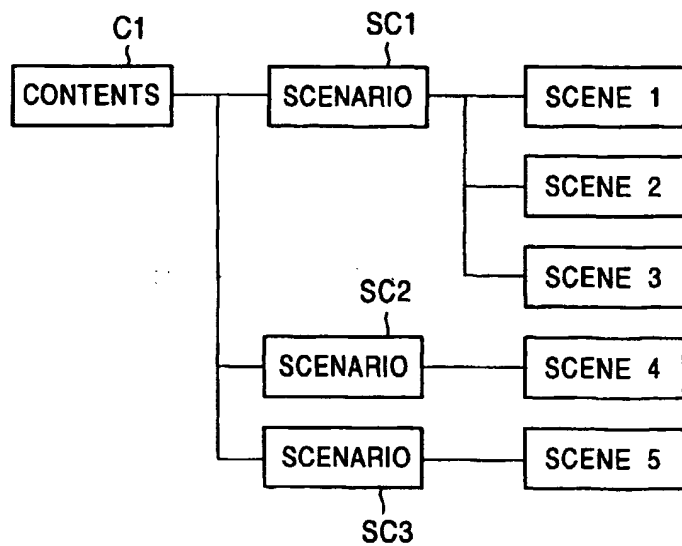 C1
SC1
CONTENTS
SCENARIO
SCENE 1
SCENE 2
SCENE 3
SC2
SCENARIO
SCENE 4
SCENARIO
SCENE 5
SC3